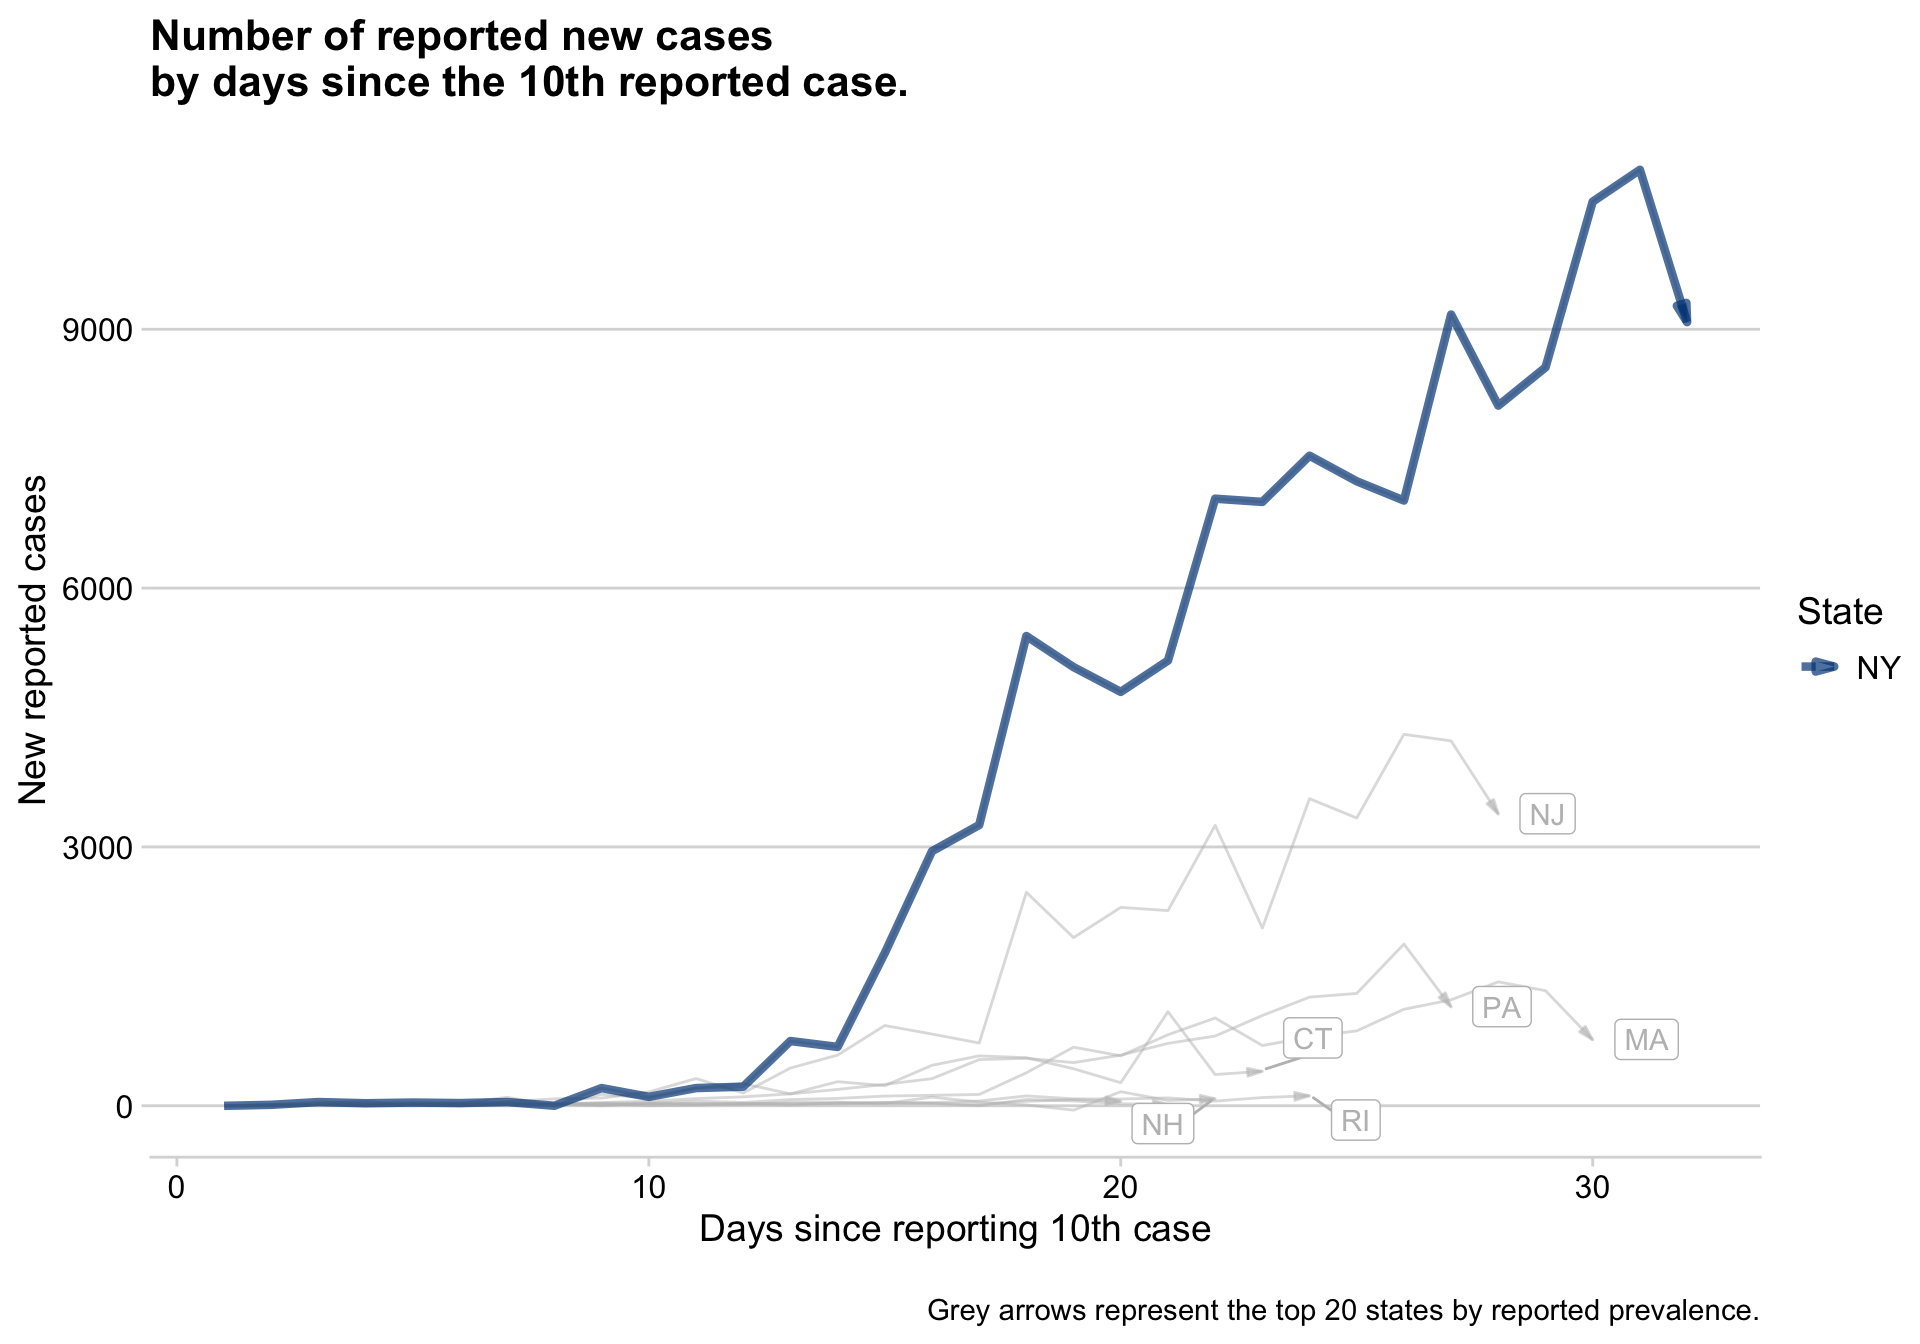 Number of reported new cases
by days since the 10th reported case.
New reported cases
9000
6000
3000
0
NJ
PA
CT
MA
NH
RI
State
NY
0
10
20
30
Days since reporting 10th case
Grey arrows represent the top 20 states by reported prevalence.